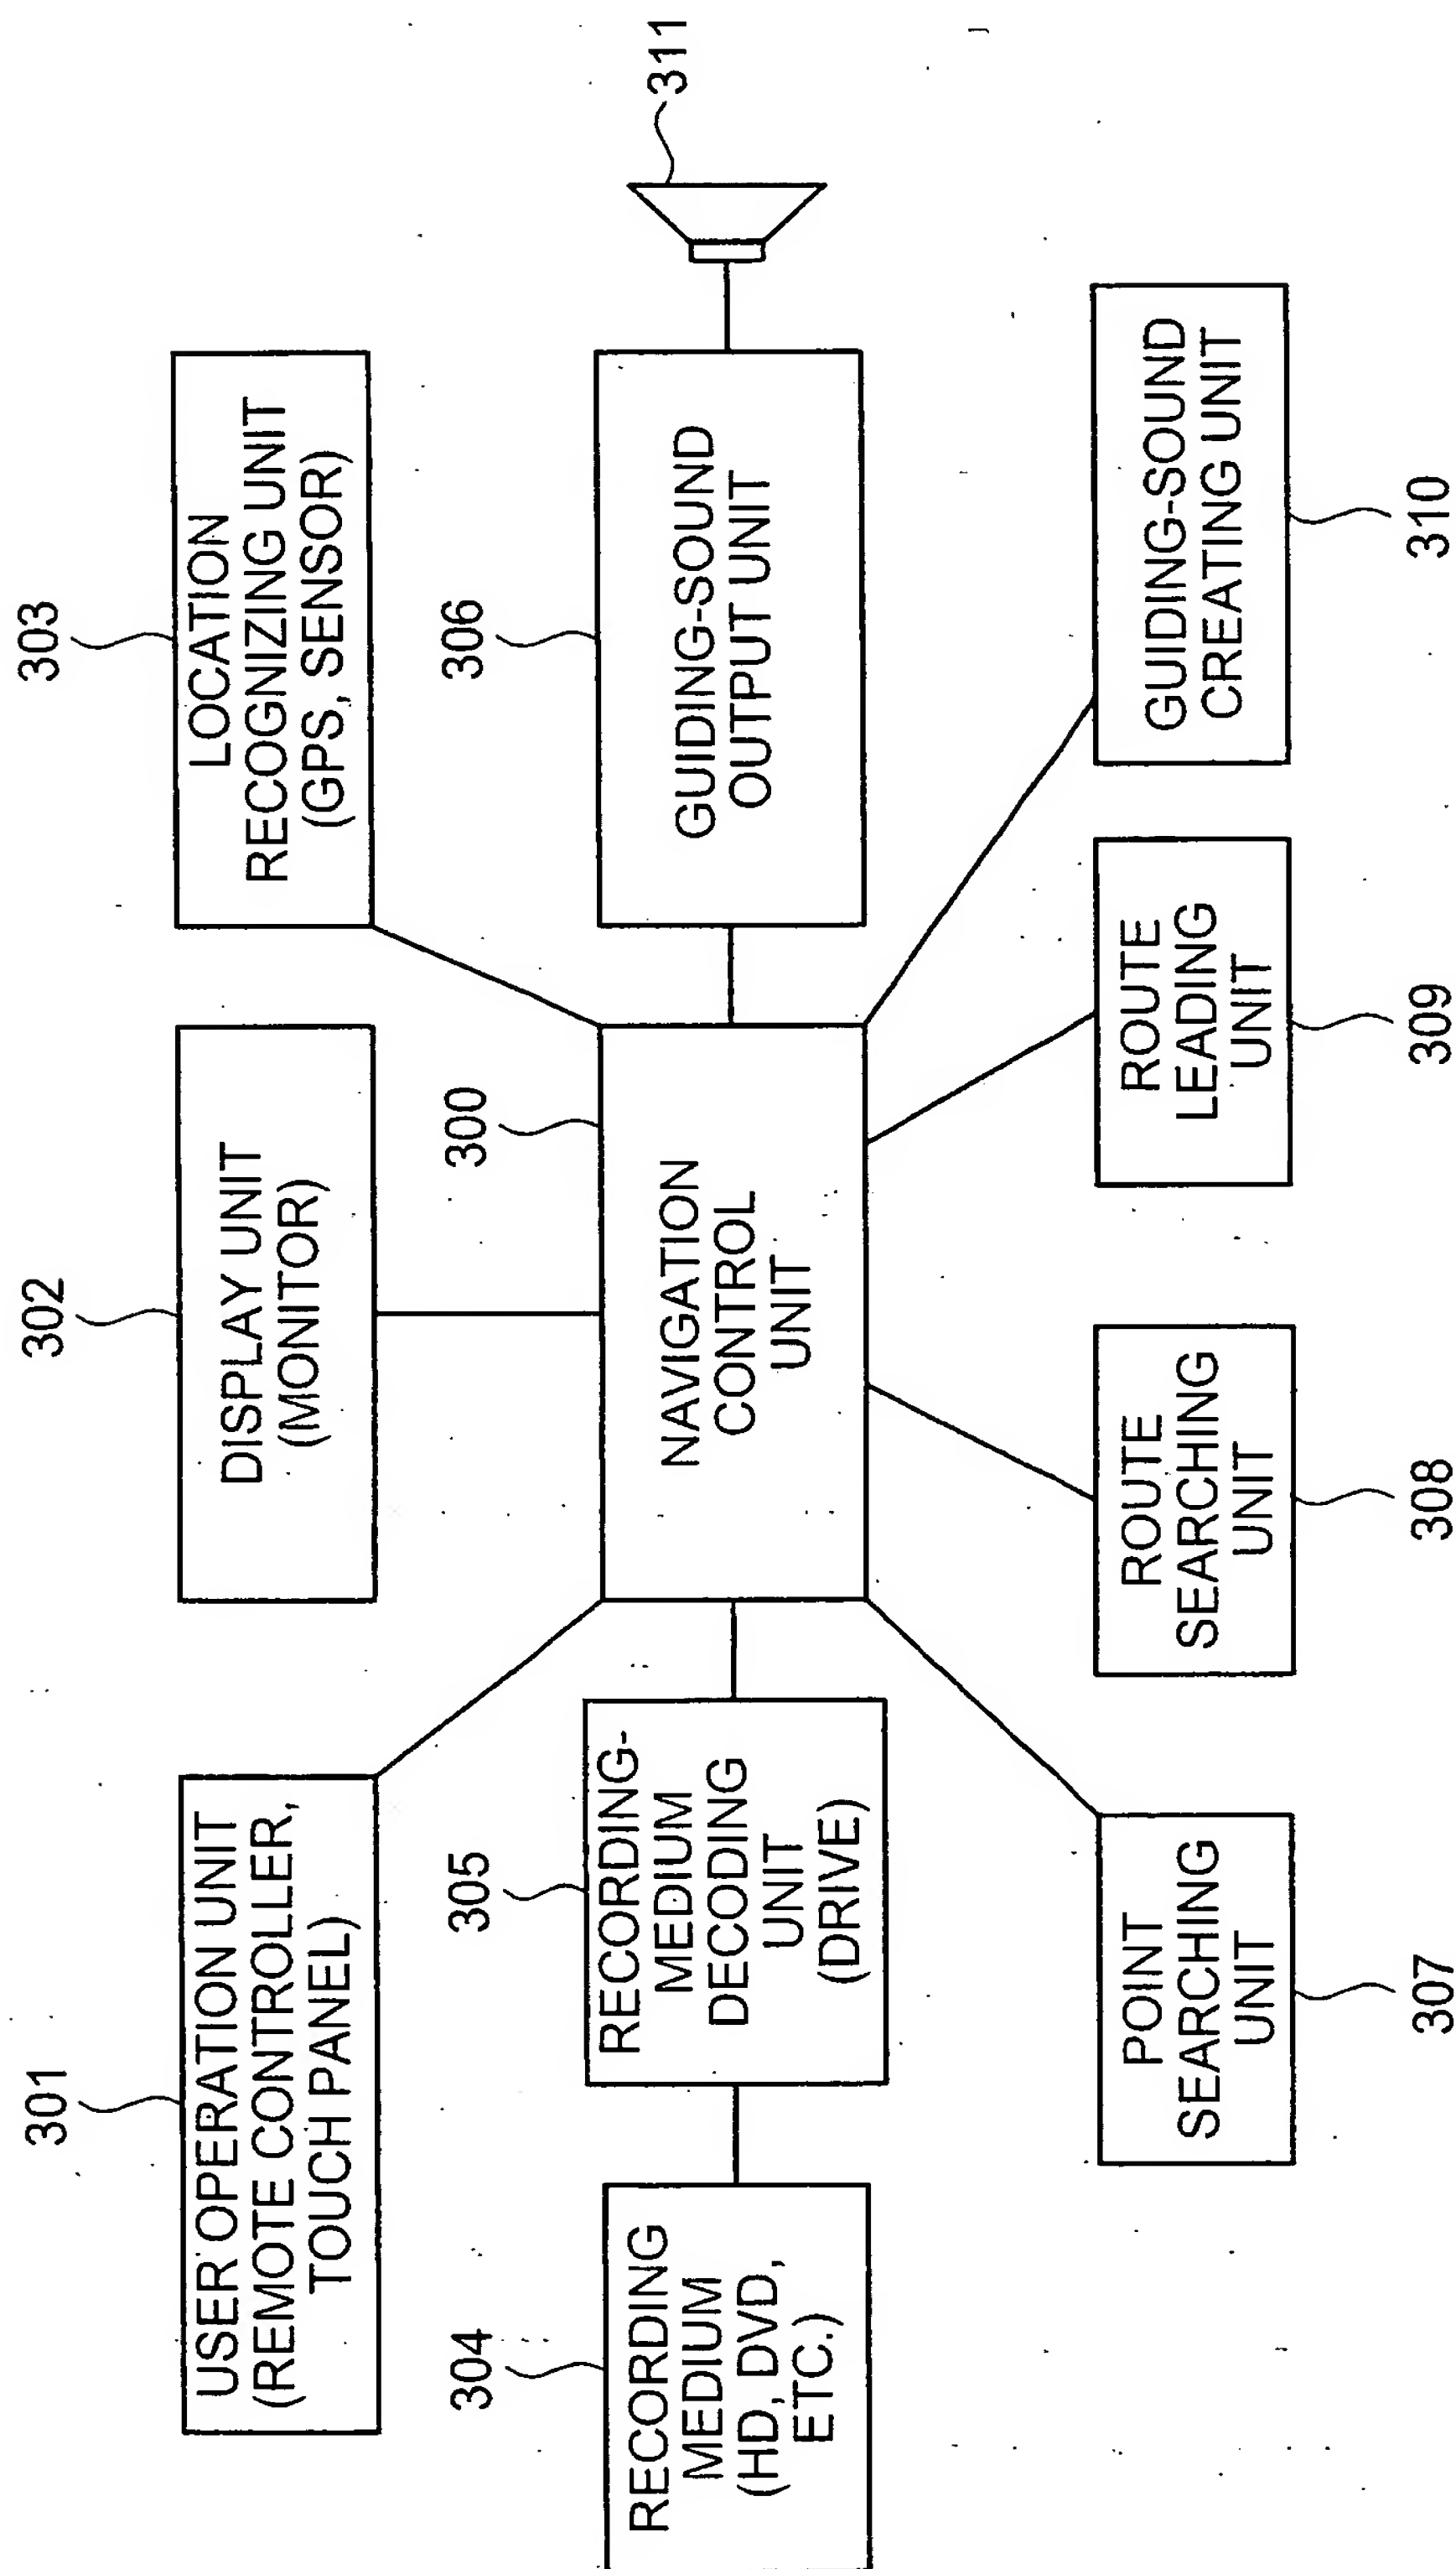 301
USER OPERATION UNIT
(REMOTE CONTROLLER,
TOUCH PANEL)
302
DISPLAY UNIT
(MONITOR)
303
LOCATION
RECOGNIZING UNIT
(GPS, SENSOR)
304
RECORDING
MEDIUM
(HD, DVD,
ETC.)
305
RECORDING-
MEDIUM
DECODING
UNIT
(DRIVE)
300
NAVIGATION
CONTROL
UNIT
306
GUIDING-SOUND
OUTPUT UNIT
311
POINT
SEARCHING
UNIT
307
ROUTE
SEARCHING
UNIT
308
ROUTE
LEADING
UNIT
309
GUIDING-SOUND
CREATING UNIT
310